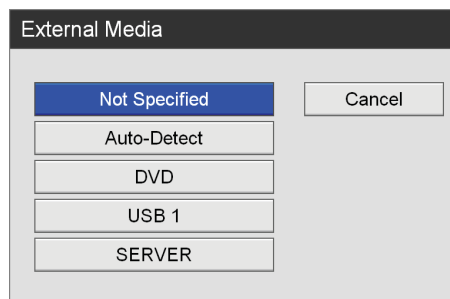 External Media
Not Specified
Cancel
Auto-Detect
DVD
USB 1
SERVER